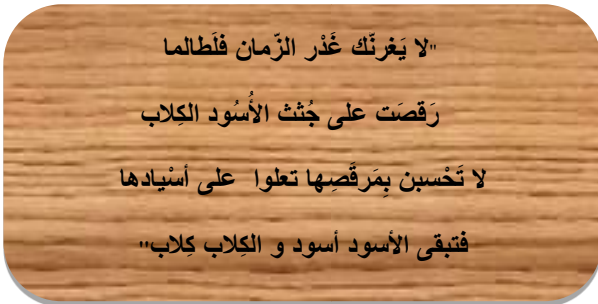 "لا يَغرنّك غَدْر الزّمان فلَطالما
رَقصَت على جُثث الأُسُود الكِلاب
لا تَحْسبن بِمَرقَصِها تعلوا على أسْيادها
فتبقى الأسود أسود و الكِلاب كِلاب"